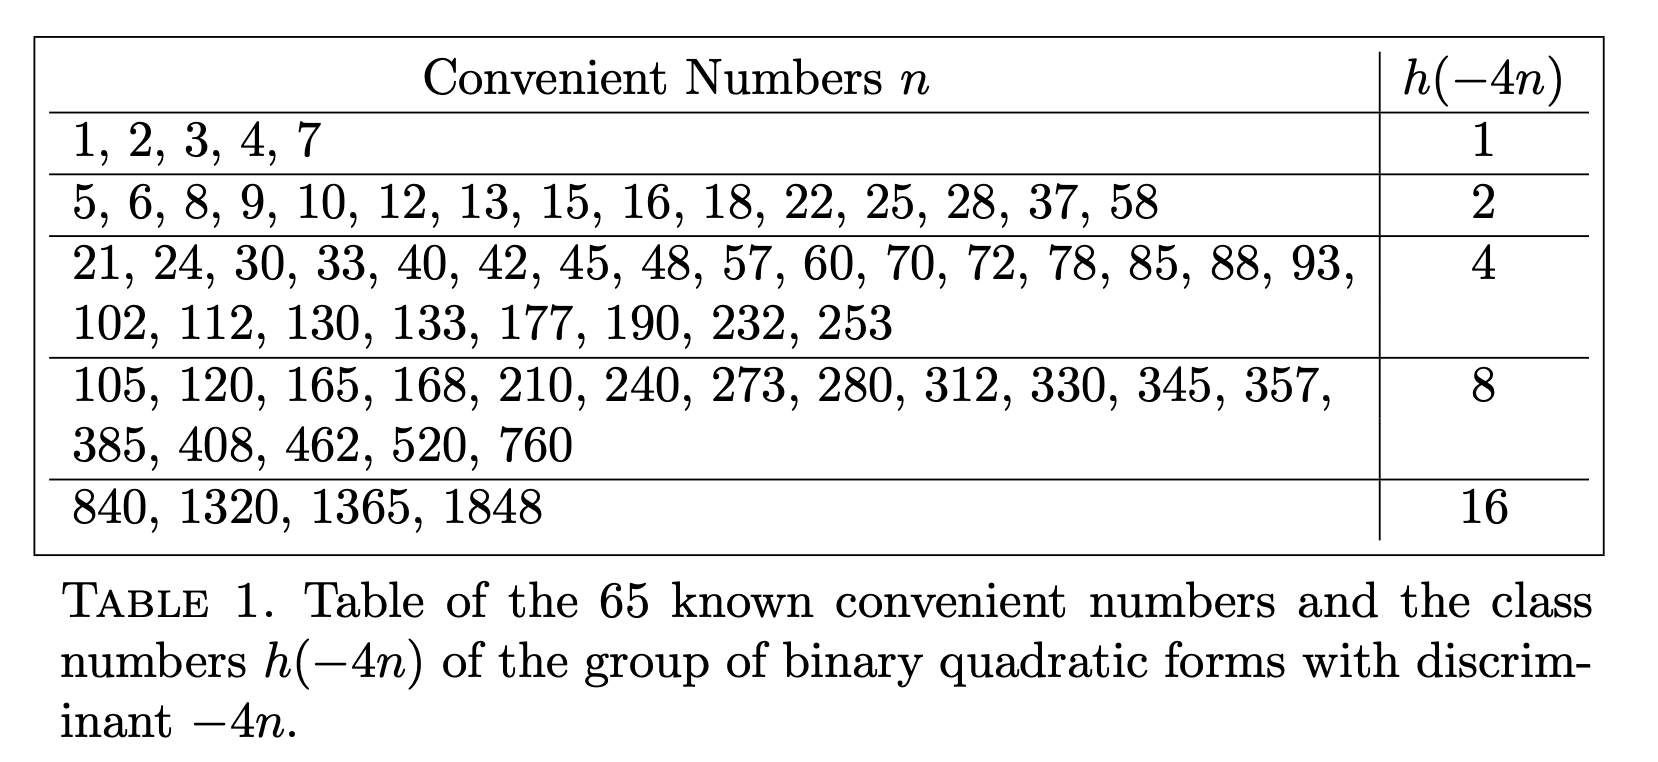 Convenient Numbers n h(−4n)
1, 2, 3, 4, 7 1
5, 6, 8, 9, 10, 12, 13, 15, 16, 18, 22, 25, 28, 37, 58 2
21, 24, 30, 33, 40, 42, 45, 48, 57, 60, 70, 72, 78, 85, 88, 93, 4
102, 112, 130, 133, 177, 190, 232, 253
105, 120, 165, 168, 210, 240, 273, 280, 312, 330, 345, 357, 8
385, 408, 462, 520, 760
840, 1320, 1365, 1848 16
TABLE 1. Table of the 65 known convenient numbers and the class
numbers h(−4n) of the group of binary quadratic forms with discrim-
inant −4n.